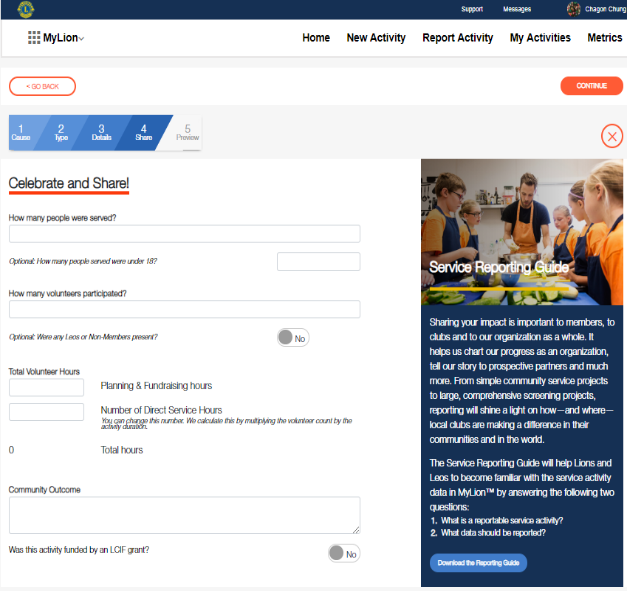 Support Messages Chagon Chung
MyLion
Home New Activity Report Activity My Activities Metrics
< GO BACK
CONTINUE
1 2 3 4 5
Cause Type Details Share Preview
Celebrate and Share!
How many people were served?
Optional: How many people served were under 18?
How many volunteers participated?
Optional: Were any Leos or Non-Members present?
No
Total Volunteer Hours
Planning & Fundraising hours
Number of Direct Service Hours
You can change this number. We calculate this by multiplying the volunteer count by the
activity duration.
0 Total hours
Community Outcome
Was this activity funded by an LCIF grant?
No
Service Reporting Guide
Sharing your impact is important to members, to
clubs and to our organization as a whole. It
helps us chart our progress as an organization,
tell our story to prospective partners and much
more. From simple community service projects
to large, comprehensive screening projects,
reporting will shine a light on how—and where—
local clubs are making a difference in their
communities and in the world.
The Service Reporting Guide will help Lions and
Leos to become familiar with the service activity
data in MyLion™ by answering the following two
questions:
1. What is a reportable service activity?
2. What data should be reported?
Download the Reporting Guide